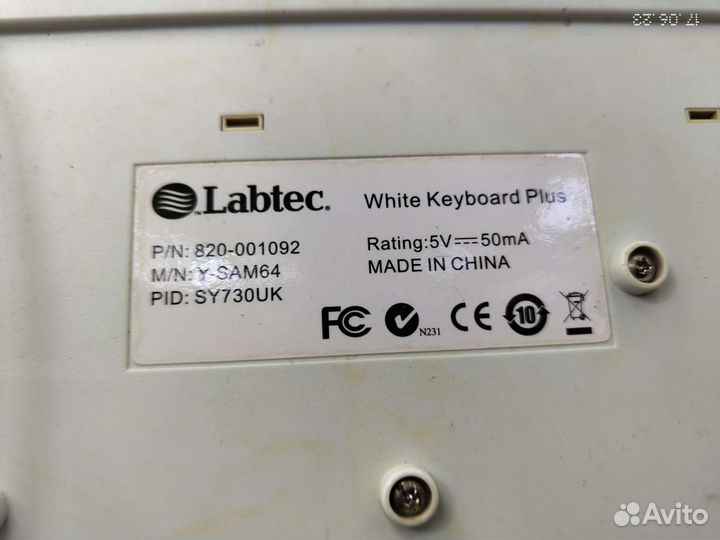 17.06.23
Labtec.
White Keyboard Plus
P/N: 820-001092
M/N: Y-SAM64
PID: SY730UK
Rating:5V⎓50mA
MADE IN CHINA
FC
N231
CE
10
Avito